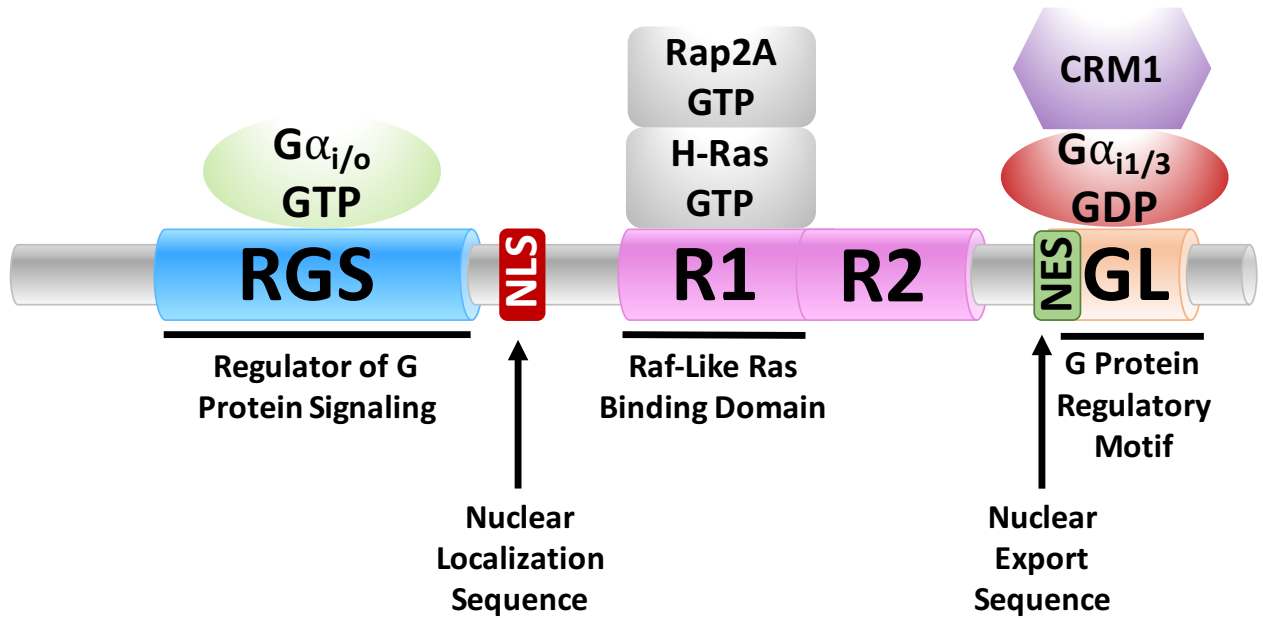 Rap2A
GTP
CRM1
Gαi/o
GTP
H-Ras
GTP
Gαi1/3
GDP
RGS
NLS
R1
R2
NES
GL
Regulator of G
Protein Signaling
Raf-Like Ras
Binding Domain
G Protein
Regulatory
Motif
Nuclear
Localization
Sequence
Nuclear
Export
Sequence